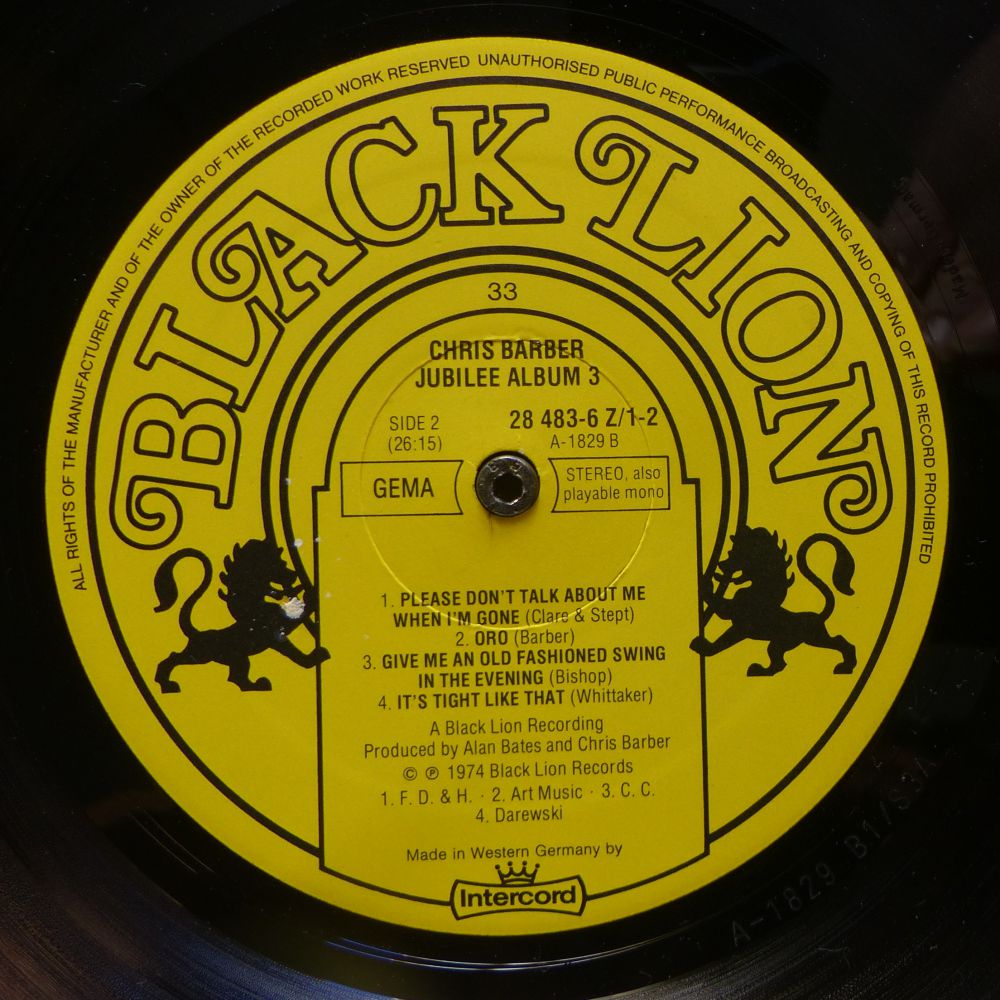 ALL RIGHTS OF THE MANUFACTURER AND OF THE OWNER OF THE RECORDED WORK RESERVED UNAUTHORISED PUBLIC PERFORMANCE BROADCASTING AND COPYING OF THIS RECORD PROHIBITED
BLACK LION
33
CHRIS BARBER
JUBILEE ALBUM 3
SIDE 2
(26:15)
28 483-6 Z/1-2
A-1829 B
GEMA
STEREO, also
playable mono
1. PLEASE DON'T TALK ABOUT ME
WHEN I'M GONE (Clare & Stept)
2. ORO (Barber)
3. GIVE ME AN OLD FASHIONED SWING
IN THE EVENING (Bishop)
4. IT'S TIGHT LIKE THAT (Whittaker)
A Black Lion Recording
Produced by Alan Bates and Chris Barber
© ℗ 1974 Black Lion Records
1. F. D. & H. · 2. Art Music · 3. C. C.
4. Darewski
Made in Western Germany by
Intercord
A-1829 B1/